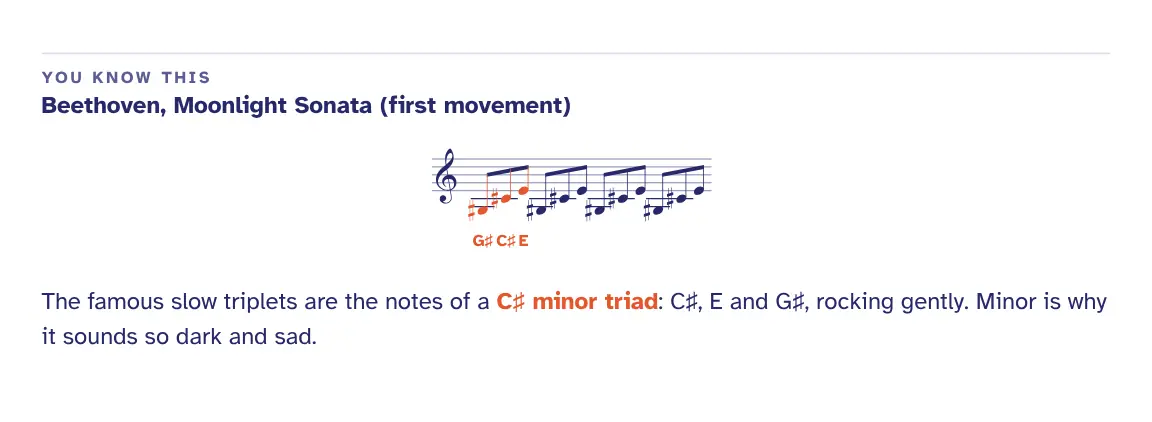 YOU KNOW THIS
Beethoven, Moonlight Sonata (first movement)
G♯ C♯ E
The famous slow triplets are the notes of a C♯ minor triad: C♯, E and G♯, rocking gently. Minor is why
it sounds so dark and sad.